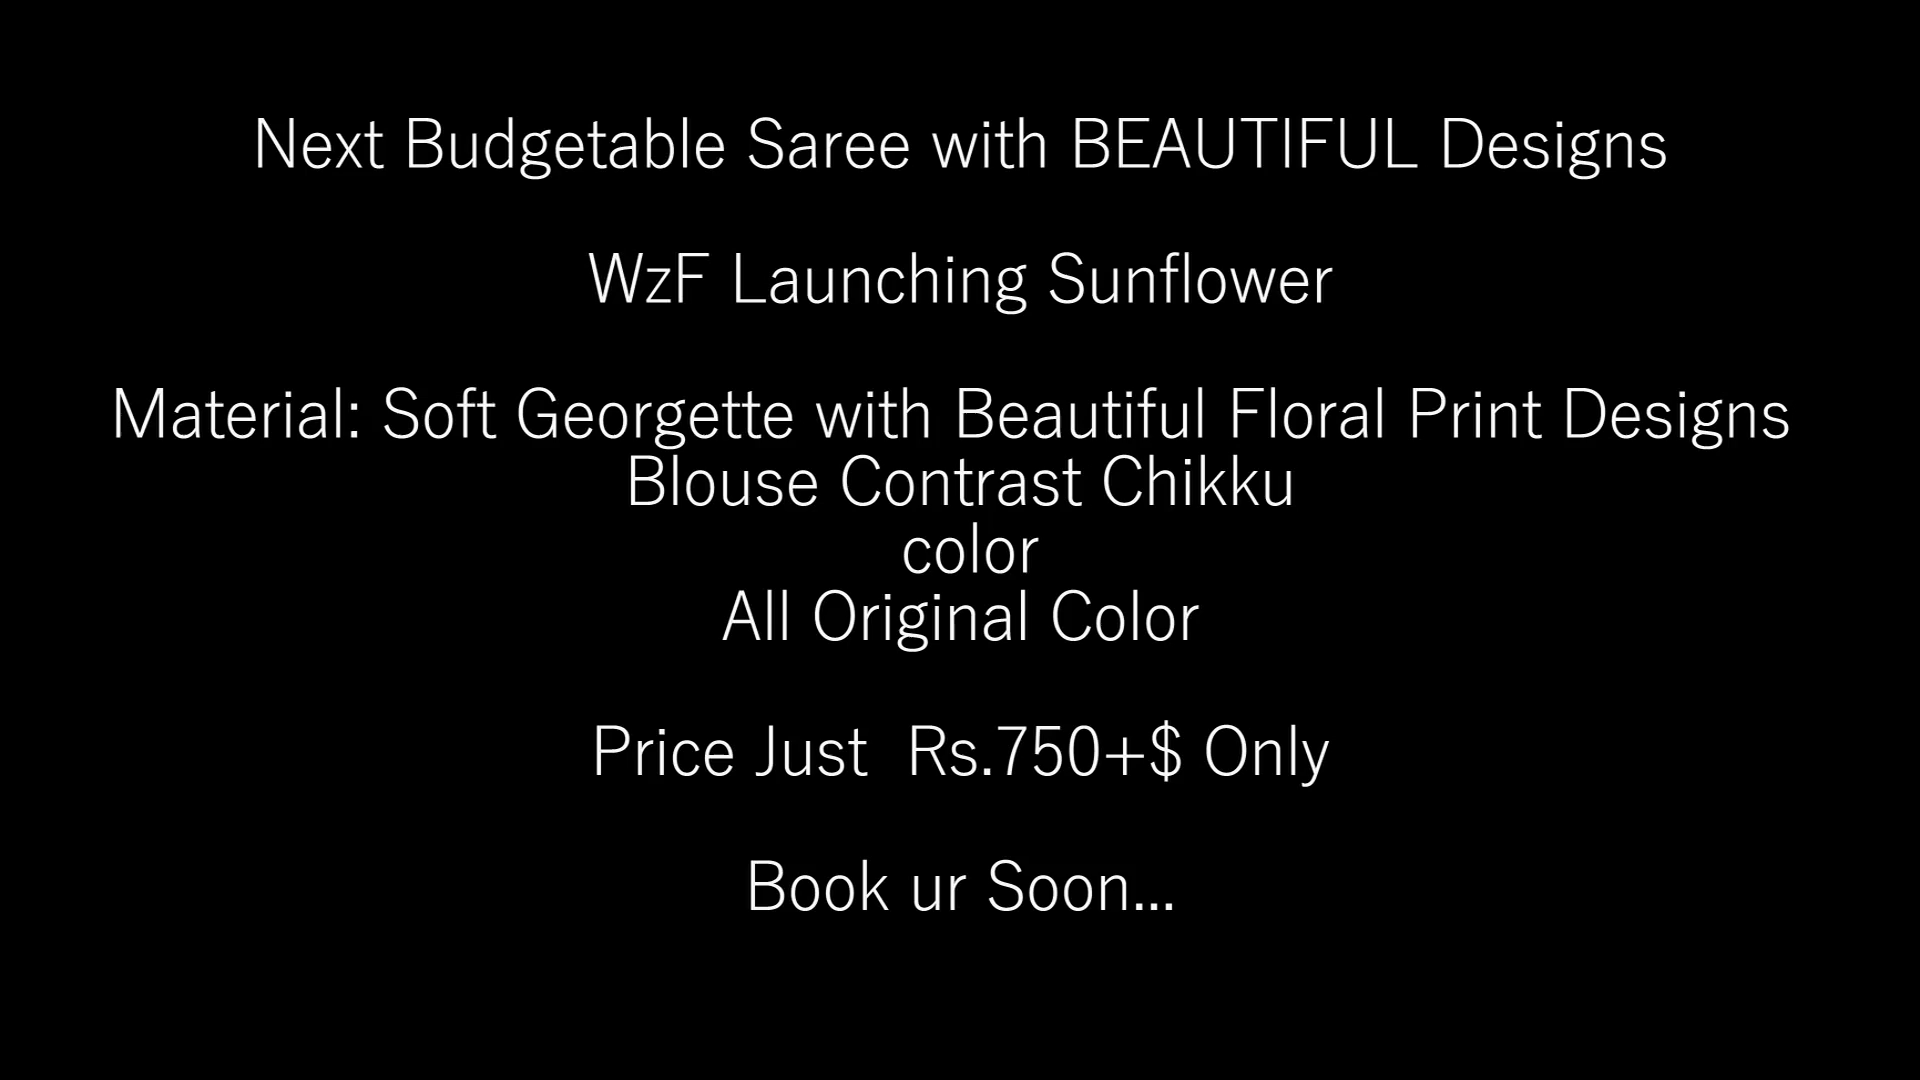 Next Budgetable Saree with BEAUTIFUL Designs
WzF Launching Sunflower
Material: Soft Georgette with Beautiful Floral Print Designs
Blouse Contrast Chikku
color
All Original Color
Price Just  Rs.750+$ Only
Book ur Soon...